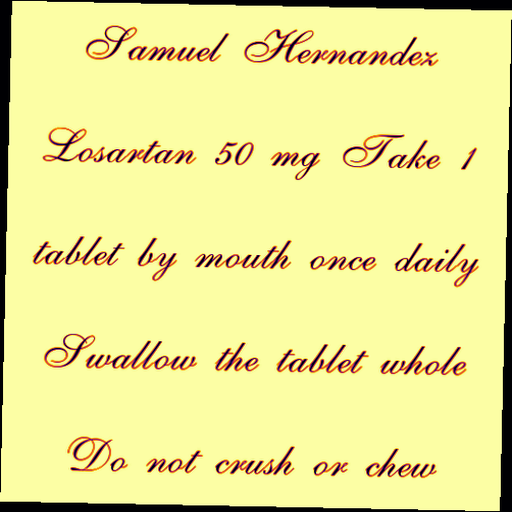 Samuel Hernandez
Losartan 50 mg Take 1
tablet by mouth once daily
Swallow the tablet whole
Do not crush or chew